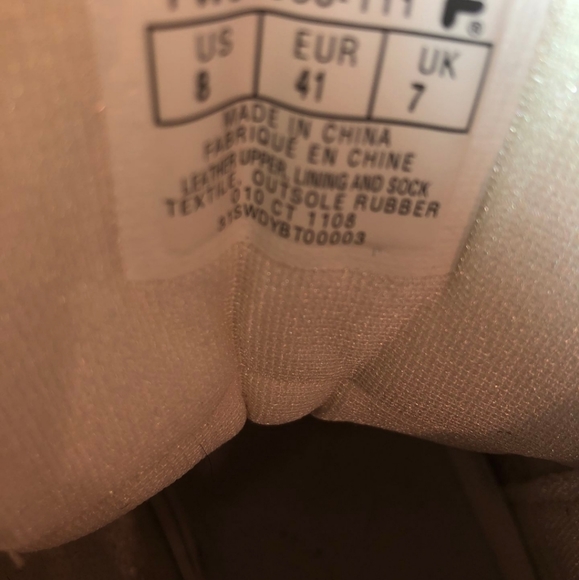 US EUR UK
8 41 7
MADE IN CHINA
FABRIQUE EN CHINE
LEATHER UPPER, LINING AND SOCK
TEXTILE, OUTSOLE RUBBER
010 CT 1108